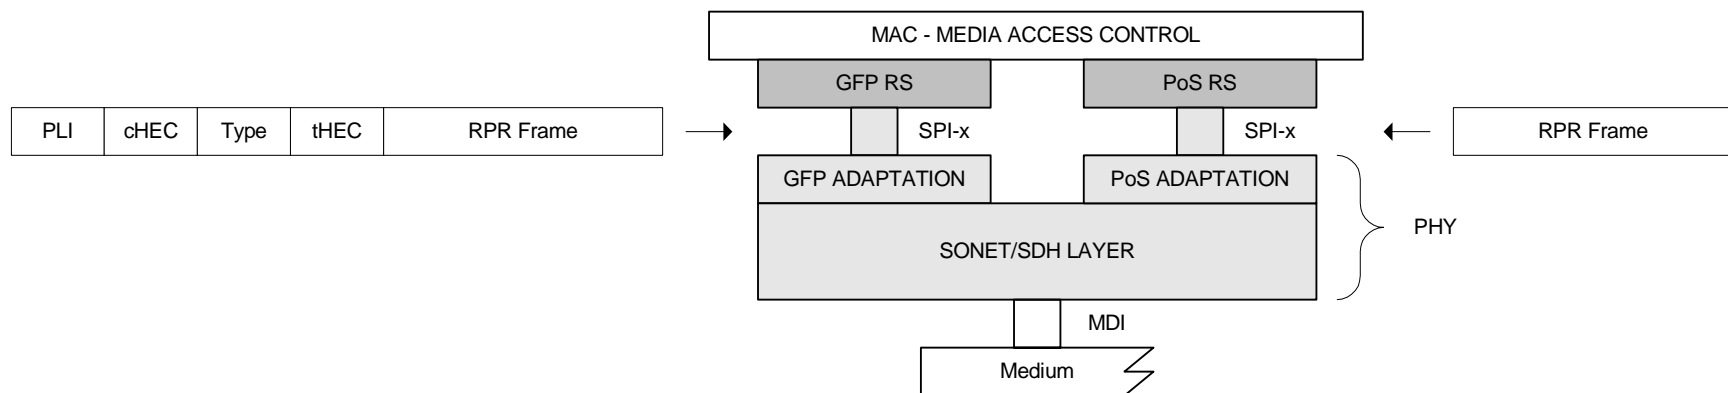 MAC - MEDIA ACCESS CONTROL
GFP RS
PoS RS
PLI
cHEC
Type
tHEC
RPR Frame
SPI-x
SPI-x
RPR Frame
GFP ADAPTATION
PoS ADAPTATION
PHY
SONET/SDH LAYER
MDI
Medium